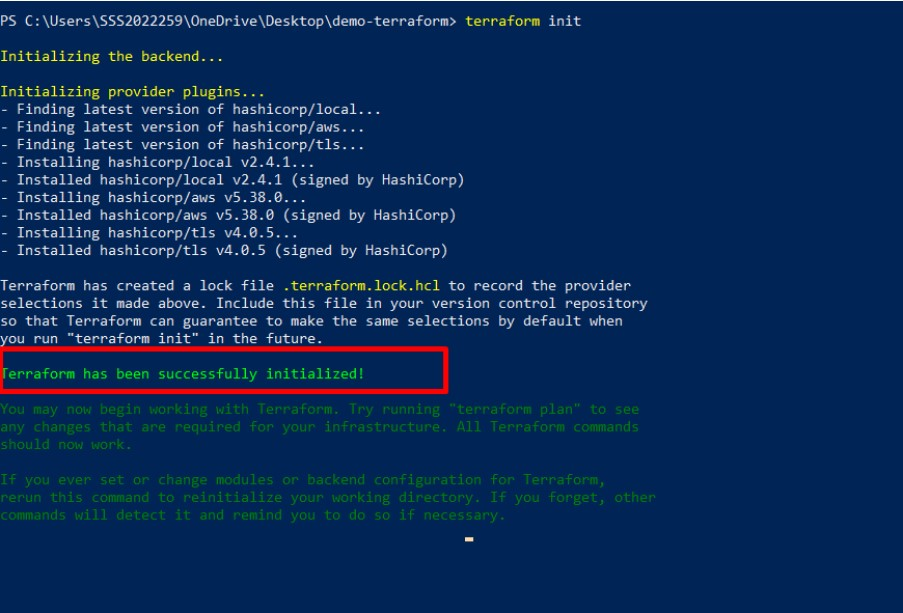 PS C:\Users\SSS2022259\OneDrive\Desktop\demo-terraform> terraform init
Initializing the backend...
Initializing provider plugins...
- Finding latest version of hashicorp/local...
- Finding latest version of hashicorp/aws...
- Finding latest version of hashicorp/tls...
- Installing hashicorp/local v2.4.1...
- Installed hashicorp/local v2.4.1 (signed by HashiCorp)
- Installing hashicorp/aws v5.38.0...
- Installed hashicorp/aws v5.38.0 (signed by HashiCorp)
- Installing hashicorp/tls v4.0.5...
- Installed hashicorp/tls v4.0.5 (signed by HashiCorp)
Terraform has created a lock file .terraform.lock.hcl to record the provider
selections it made above. Include this file in your version control repository
so that Terraform can guarantee to make the same selections by default when
you run "terraform init" in the future.
Terraform has been successfully initialized!
You may now begin working with Terraform. Try running "terraform plan" to see
any changes that are required for your infrastructure. All Terraform commands
should now work.
If you ever set or change modules or backend configuration for Terraform,
rerun this command to reinitialize your working directory. If you forget, other
commands will detect it and remind you to do so if necessary.